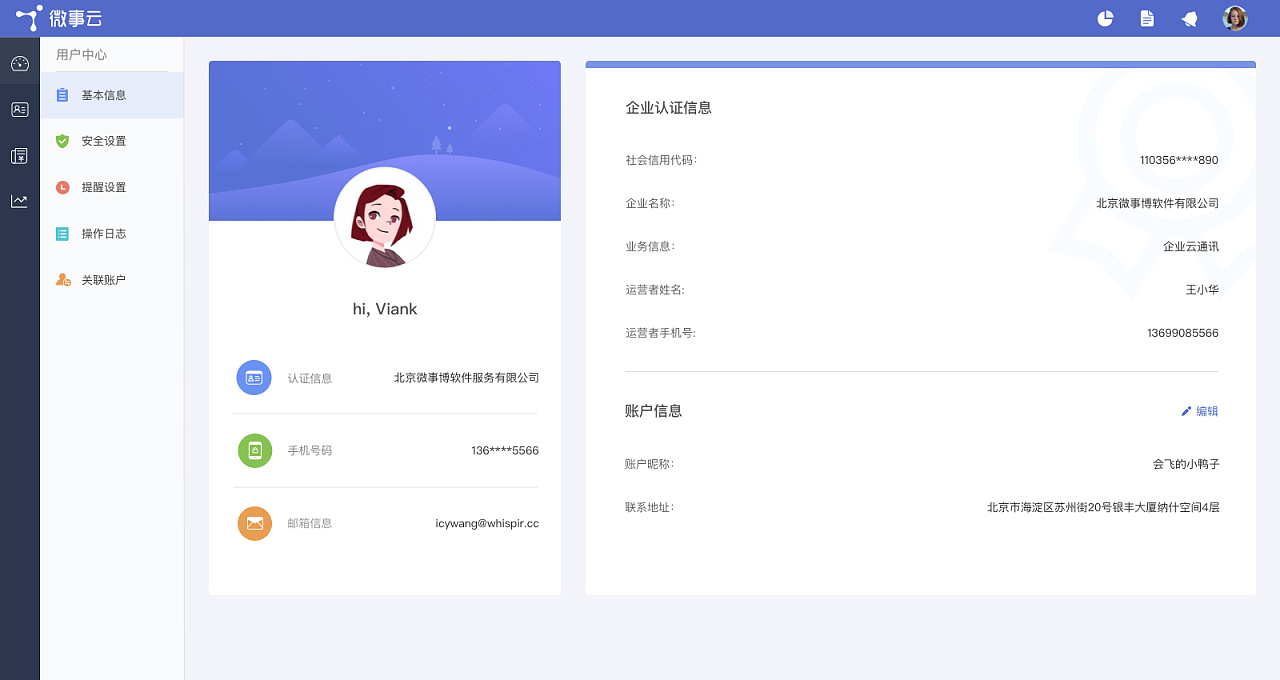 微事云
用户中心
基本信息
安全设置
提醒设置
操作日志
关联账户
hi, Viank
认证信息 北京微事博软件服务有限公司
手机号码 136****5566
邮箱信息 icywang@whispir.cc
企业认证信息
社会信用代码: 110356****890
企业名称: 北京微事博软件有限公司
业务信息: 企业云通讯
运营者姓名: 王小华
运营者手机号: 13699085566
账户信息 编辑
账户昵称: 会飞的小鸭子
联系地址: 北京市海淀区苏州街20号银丰大厦纳什空间4层